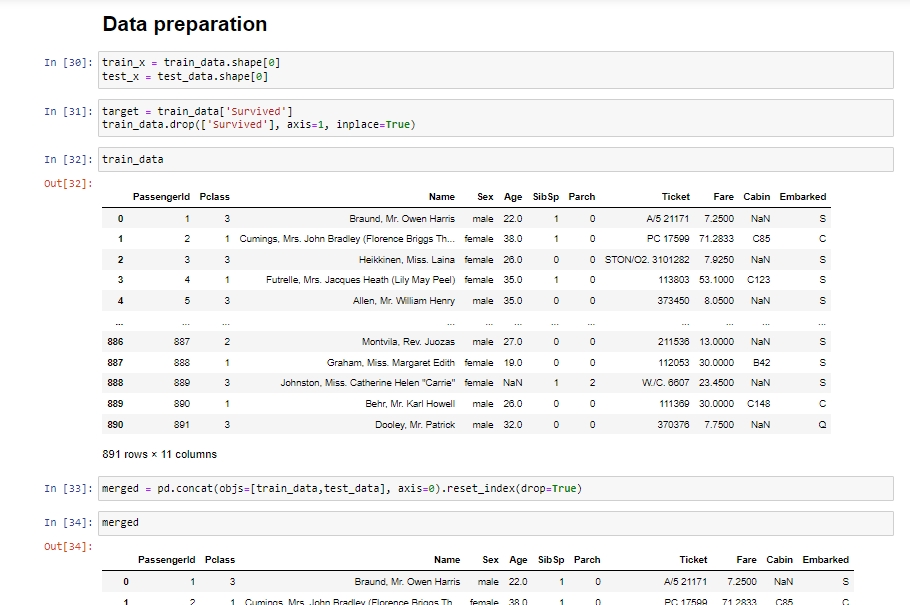 Data preparation
In [30]: train_x = train_data.shape[0]
test_x = test_data.shape[0]
In [31]: target = train_data['Survived']
train_data.drop(['Survived'], axis=1, inplace=True)
In [32]: train_data
Out[32]:
PassengerId Pclass Name Sex Age SibSp Parch Ticket Fare Cabin Embarked
0 1 3 Braund, Mr. Owen Harris male 22.0 1 0 A/5 21171 7.2500 NaN S
1 2 1 Cumings, Mrs. John Bradley (Florence Briggs Th... female 38.0 1 0 PC 17599 71.2833 C85 C
2 3 3 Heikkinen, Miss. Laina female 26.0 0 0 STON/O2. 3101282 7.9250 NaN S
3 4 1 Futrelle, Mrs. Jacques Heath (Lily May Peel) female 35.0 1 0 113803 53.1000 C123 S
4 5 3 Allen, Mr. William Henry male 35.0 0 0 373450 8.0500 NaN S
... ... ... ... ... ... ... ... ... ... ... ...
886 887 2 Montvila, Rev. Juozas male 27.0 0 0 211536 13.0000 NaN S
887 888 1 Graham, Miss. Margaret Edith female 19.0 0 0 112053 30.0000 B42 S
888 889 3 Johnston, Miss. Catherine Helen "Carrie" female NaN 1 2 W./C. 6607 23.4500 NaN S
889 890 1 Behr, Mr. Karl Howell male 26.0 0 0 111369 30.0000 C148 C
890 891 3 Dooley, Mr. Patrick male 32.0 0 0 370376 7.7500 NaN Q
891 rows × 11 columns
In [33]: merged = pd.concat(objs=[train_data,test_data], axis=0).reset_index(drop=True)
In [34]: merged
Out[34]:
PassengerId Pclass Name Sex Age SibSp Parch Ticket Fare Cabin Embarked
0 1 3 Braund, Mr. Owen Harris male 22.0 1 0 A/5 21171 7.2500 NaN S
1 2 1 Cumings, Mrs. John Bradley (Florence Briggs Th female 38.0 1 0 PC 17599 71.2833 C85 C